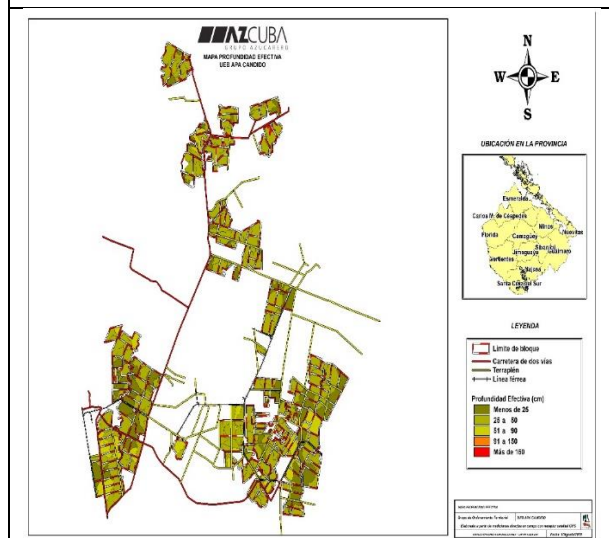 AZCUBA
GRUPO AZUCARERO
MAPA PROFUNDIDAS EFECTIVA
UEB APA CANDIDO
N
W
E
S
UBICACIÓN EN LA PROVINCIA
Esmeralda
Carlos M. de Céspedes
Minas
Nuevitas
Florida
Camagüey
Sibanicú
Guáimaro
Jimaguayú
Vertientes
Najasa
Santa Cruz del Sur
LEYENDA
Límite de bloque
Carretera de dos vías
Terraplén
Línea férrea
Profundidad Efectiva (cm)
Menos de 25
25 a 50
51 a 90
91 a 150
Más de 150